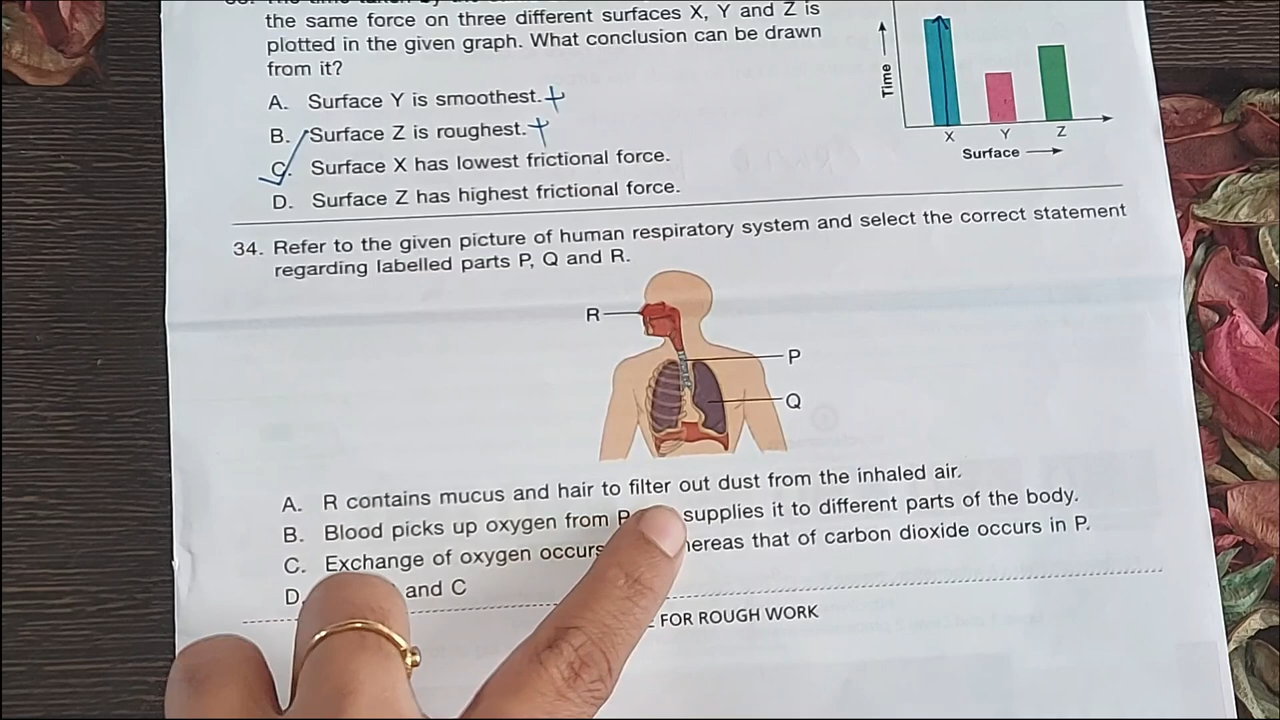 the same force on three different surfaces X, Y and Z is
plotted in the given graph. What conclusion can be drawn
from it?
A. Surface Y is smoothest.
B. Surface Z is roughest.
C. Surface X has lowest frictional force.
D. Surface Z has highest frictional force.
Time
X Y Z
Surface
34. Refer to the given picture of human respiratory system and select the correct statement
regarding labelled parts P, Q and R.
R
P
Q
A. R contains mucus and hair to filter out dust from the inhaled air.
B. Blood picks up oxygen from P supplies it to different parts of the body.
C. Exchange of oxygen occurs whereas that of carbon dioxide occurs in P.
D. and C
FOR ROUGH WORK